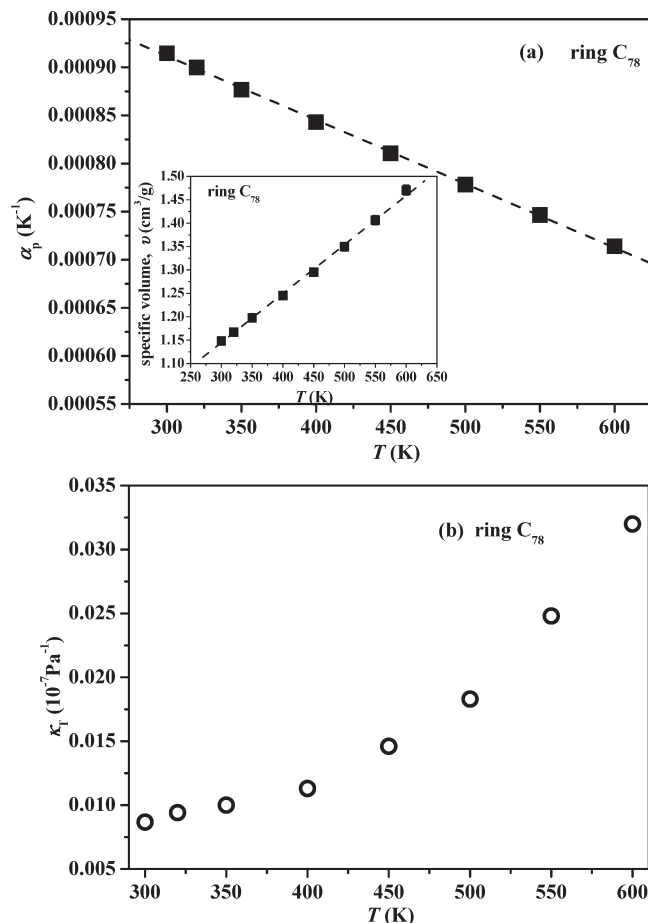 0.00095
0.00090
0.00085
0.00080
0.00075
0.00070
0.00065
0.00060
0.00055
α_p (K⁻¹)
(a) ring C₇₈
1.50
1.45
1.40
1.35
1.30
1.25
1.20
1.15
1.10
specific volume, υ (cm³/g)
ring C₇₈
250 300 350 400 450 500 550 600 650
T (K)
300 350 400 450 500 550 600
T (K)
0.035
0.030
0.025
0.020
0.015
0.010
0.005
κ_T (10⁻⁷Pa⁻¹)
(b) ring C₇₈
300 350 400 450 500 550 600
T (K)